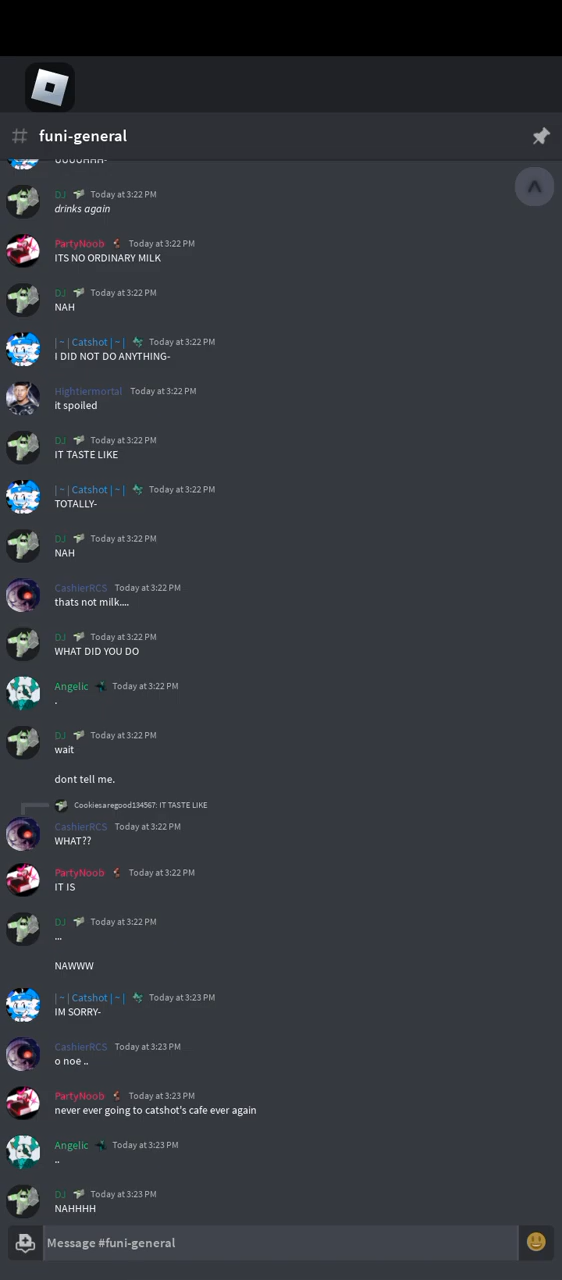 funi-general
UUUUHHH-
DJ Today at 3:22 PM
drinks again
PartyNoob Today at 3:22 PM
ITS NO ORDINARY MILK
DJ Today at 3:22 PM
NAH
| ~ | Catshot | ~ | Today at 3:22 PM
I DID NOT DO ANYTHING-
Hightiermortal Today at 3:22 PM
it spoiled
DJ Today at 3:22 PM
IT TASTE LIKE
| ~ | Catshot | ~ | Today at 3:22 PM
TOTALLY-
DJ Today at 3:22 PM
NAH
CashierRCS Today at 3:22 PM
thats not milk....
DJ Today at 3:22 PM
WHAT DID YOU DO
Angelic Today at 3:22 PM
.
DJ Today at 3:22 PM
wait
dont tell me.
Cookiesaregood134567: IT TASTE LIKE
CashierRCS Today at 3:22 PM
WHAT??
PartyNoob Today at 3:22 PM
IT IS
DJ Today at 3:22 PM
...
NAWWW
| ~ | Catshot | ~ | Today at 3:23 PM
IM SORRY-
CashierRCS Today at 3:23 PM
o noe ..
PartyNoob Today at 3:23 PM
never ever going to catshot's cafe ever again
Angelic Today at 3:23 PM
..
DJ Today at 3:23 PM
NAHHHH
Message #funi-general